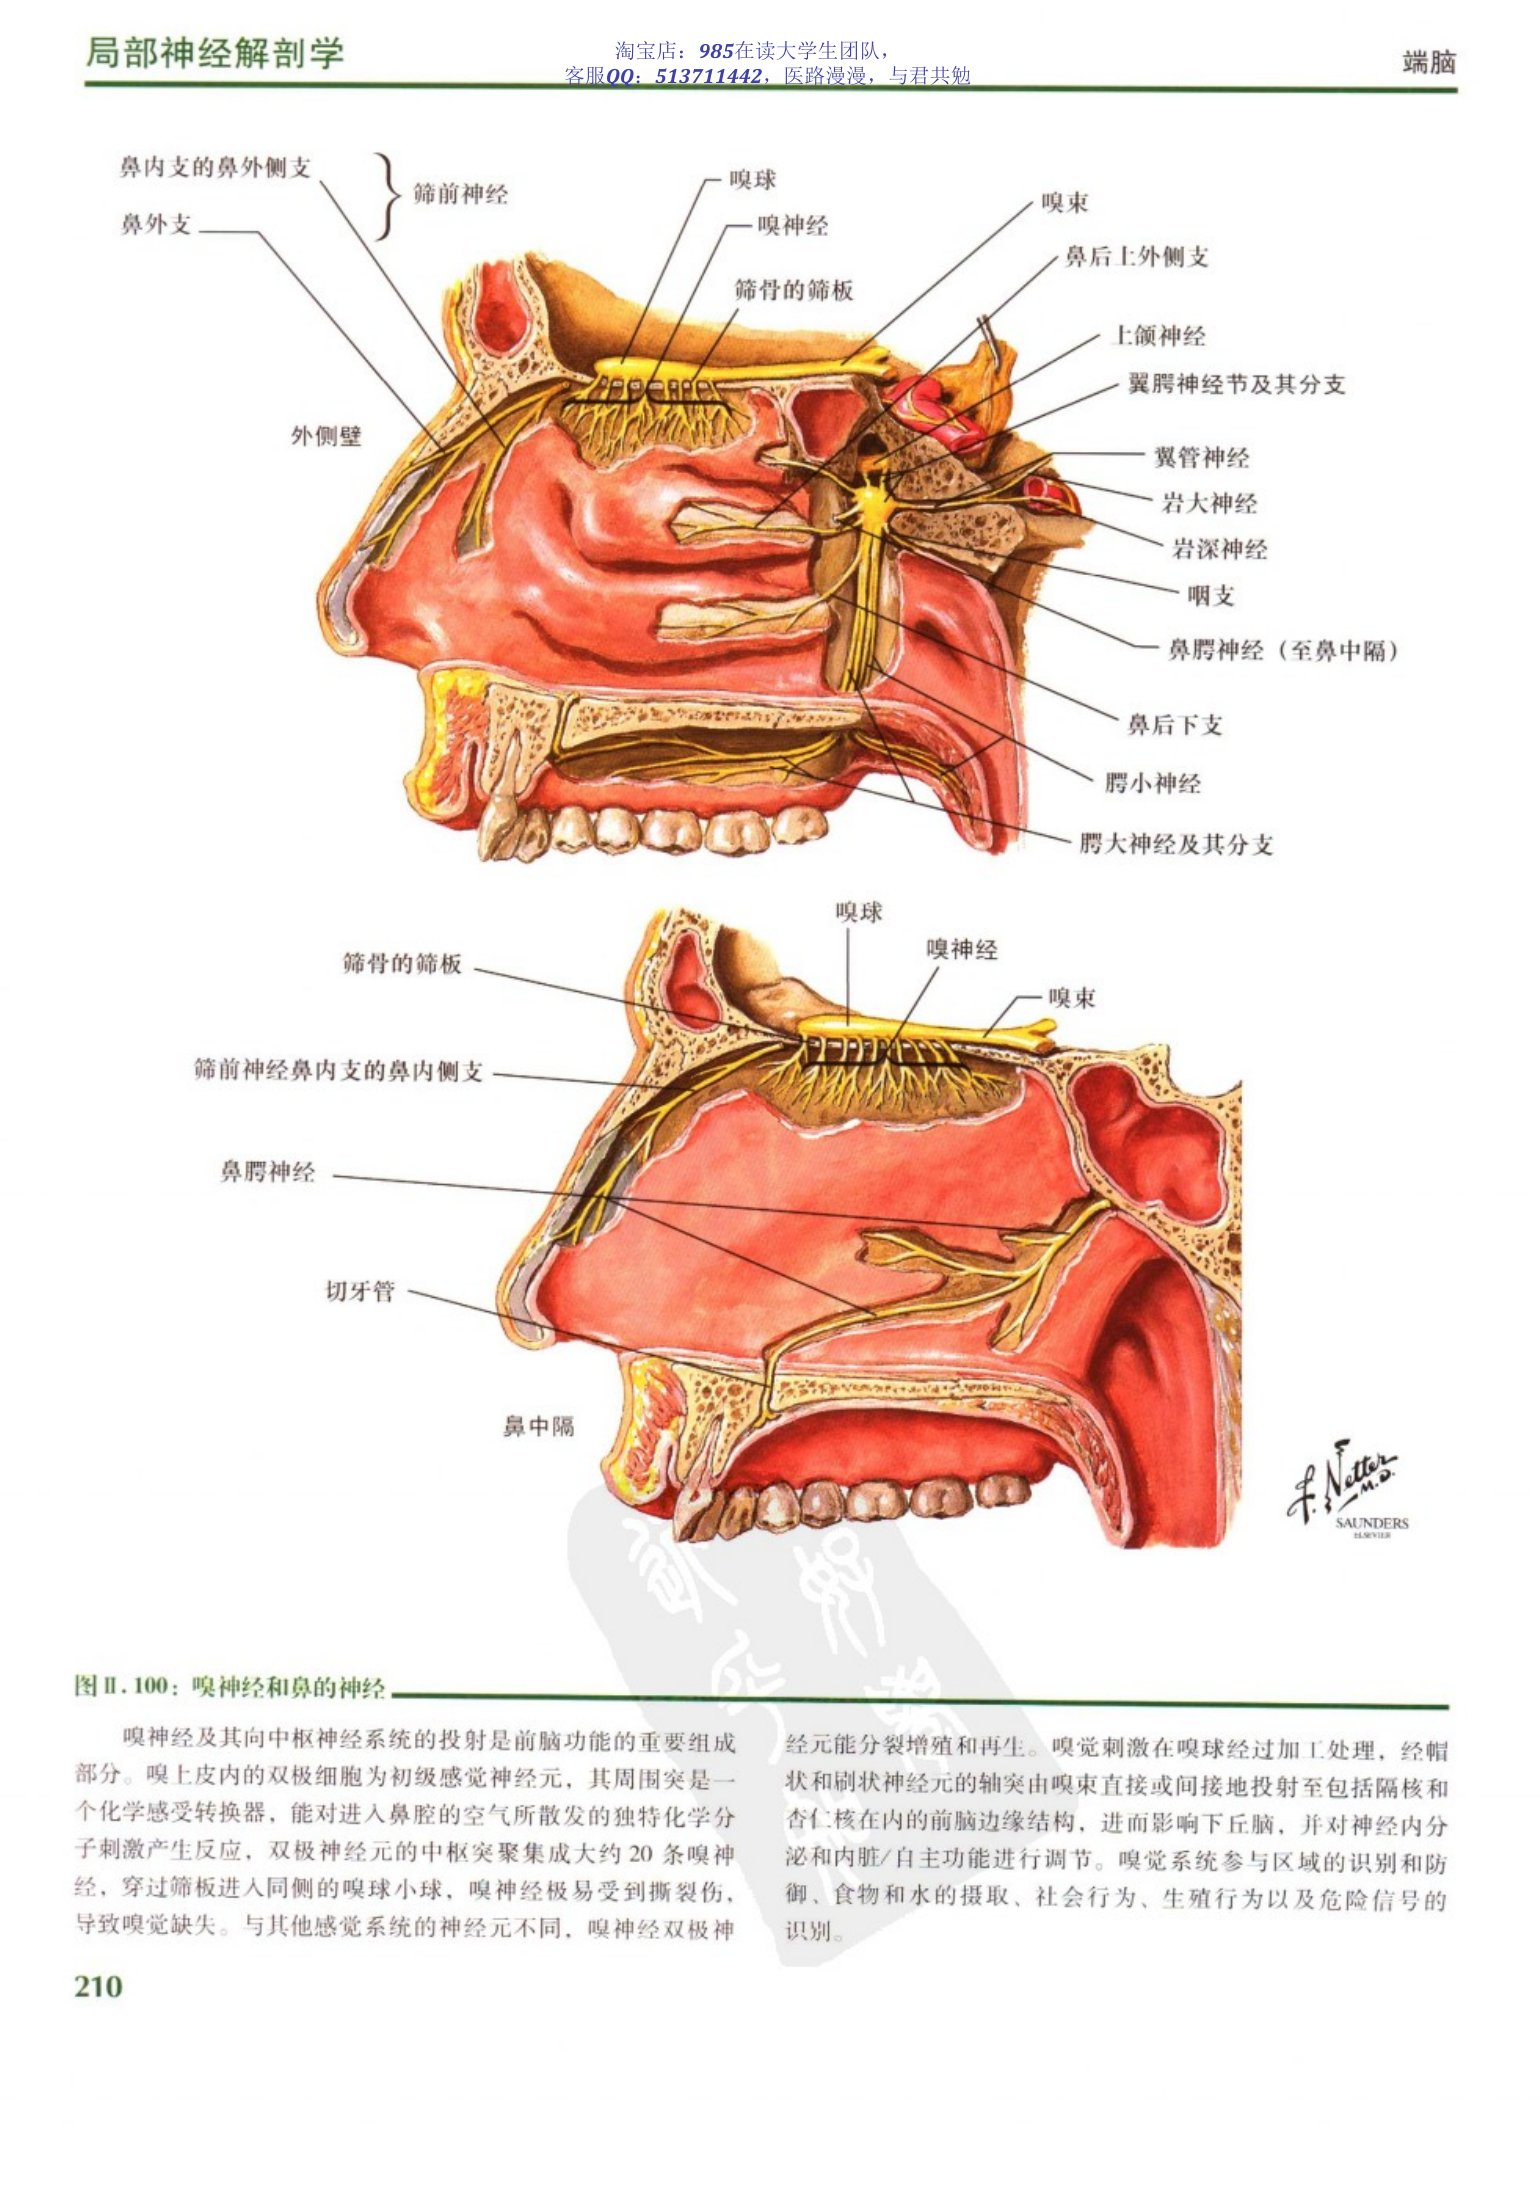 局部神经解剖学
淘宝店：985在读大学生团队，
客服QQ：513711442，医路漫漫，与君共勉
端脑
鼻内支的鼻外侧支
鼻外支
筛前神经
嗅球
嗅神经
筛骨的筛板
嗅束
鼻后上外侧支
上颌神经
翼腭神经节及其分支
外侧壁
翼管神经
岩大神经
岩深神经
咽支
鼻腭神经（至鼻中隔）
鼻后下支
腭小神经
腭大神经及其分支
嗅球
嗅神经
嗅束
筛骨的筛板
筛前神经鼻内支的鼻内侧支
鼻腭神经
切牙管
鼻中隔
F. Netter
M.D.
SAUNDERS
ELSEVIER
图Ⅱ.100：嗅神经和鼻的神经
嗅神经及其向中枢神经系统的投射是前脑功能的重要组成
部分。嗅上皮内的双极细胞为初级感觉神经元，其周围突是一
个化学感受转换器，能对进入鼻腔的空气所散发的独特化学分
子刺激产生反应，双极神经元的中枢突聚集成大约 20 条嗅神
经，穿过筛板进入同侧的嗅球小球，嗅神经极易受到撕裂伤，
导致嗅觉缺失。与其他感觉系统的神经元不同，嗅神经双极神
经元能分裂增殖和再生。嗅觉刺激在嗅球经过加工处理，经帽
状和刷状神经元的轴突由嗅束直接或间接地投射至包括隔核和
杏仁核在内的前脑边缘结构，进而影响下丘脑，并对神经内分
泌和内脏/自主功能进行调节。嗅觉系统参与区域的识别和防
御、食物和水的摄取、社会行为、生殖行为以及危险信号的
识别。
210